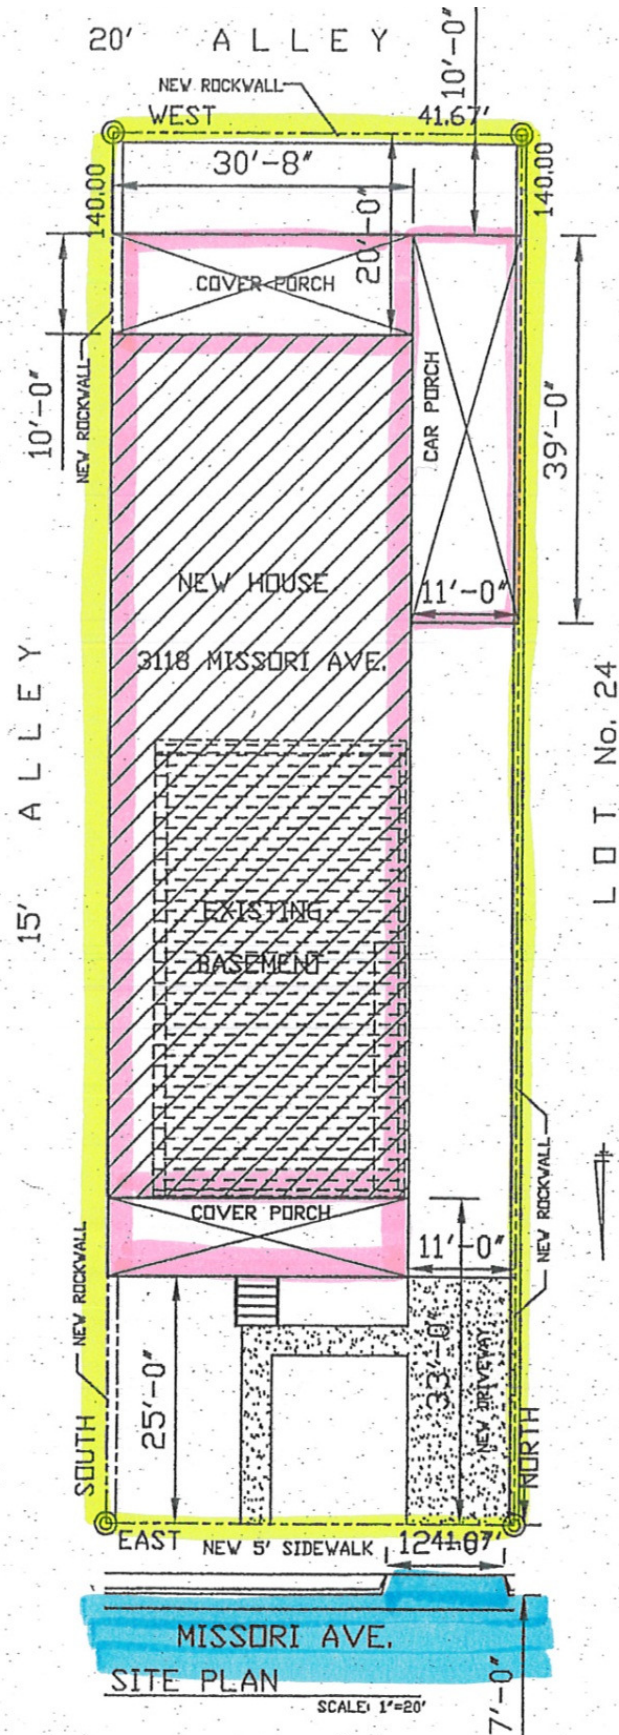 20' ALLEY
10'-0"
NEW ROCKWALL
WEST
41.67'
30'-8"
140.00
140.00
20'-0"
COVER PORCH
10'-0"
NEW ROCKWALL
CAR PORCH
39'-0"
11'-0"
NEW HOUSE
3118 MISSORI AVE.
15' ALLEY
LOT No. 24
EXISTING
BASEMENT
COVER PORCH
NEW ROCKWALL
NEW ROCKWALL
11'-0"
25'-0"
33'-0"
NEW DRIVEWAY
SOUTH
NORTH
EAST
NEW 5' SIDEWALK
MISSORI AVE.
7'-0"
SITE PLAN
SCALE: 1"=20'